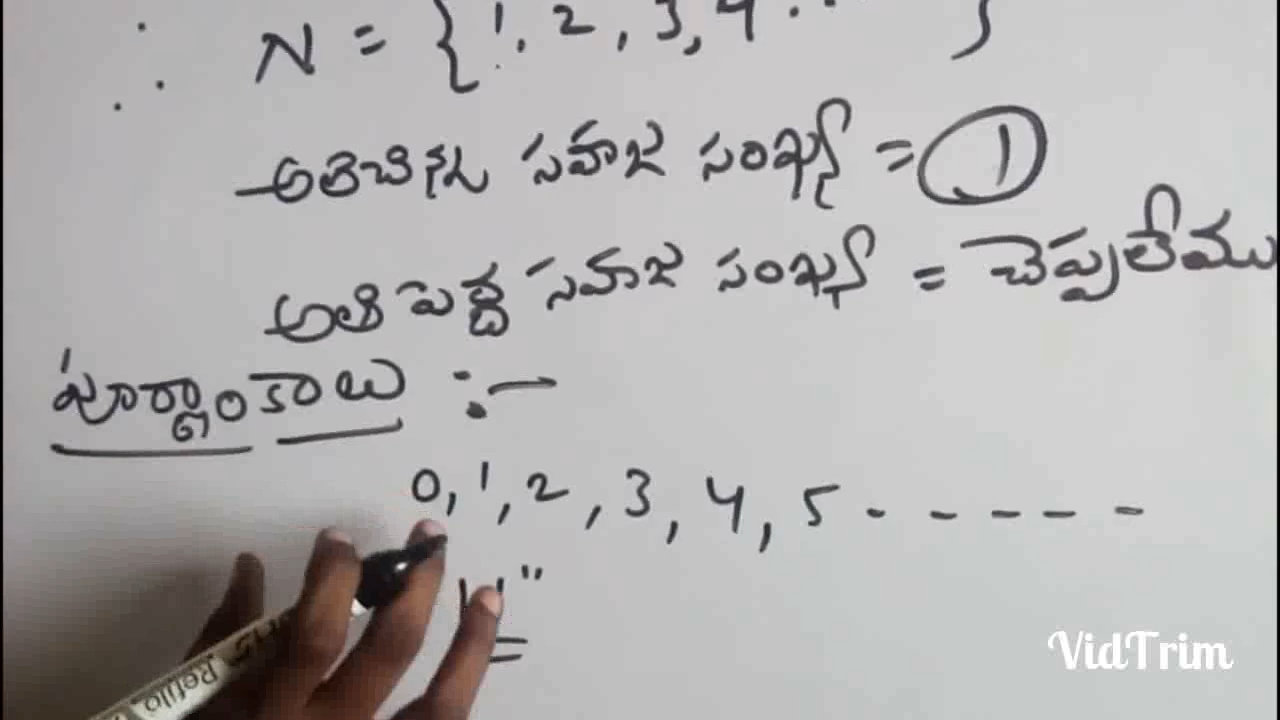 ∴ N = { 1, 2, 3, 4 . . . }
అతిచిన్న సహజ సంఖ్య = 1
అతి పెద్ద సహజ సంఖ్య = చెప్పలేము
పూర్ణాంకాలు :-
0, 1, 2, 3, 4, 5 - - - - -
VidTrim